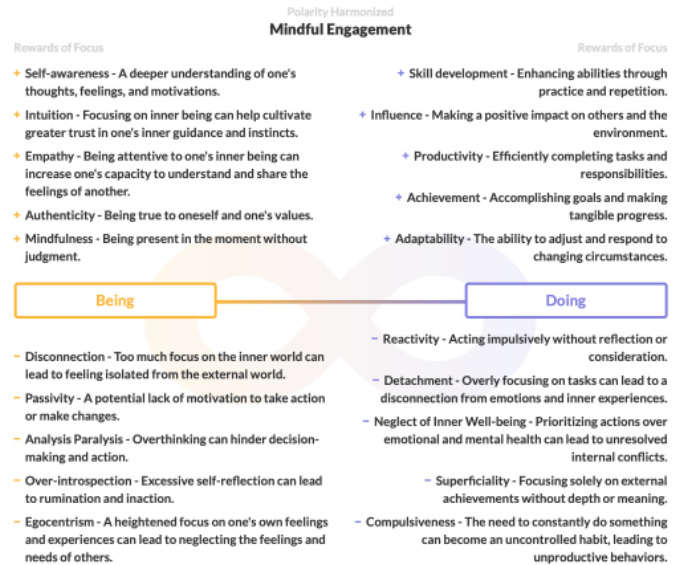 Polarity Harmonized
Mindful Engagement
Rewards of Focus
+ Self-awareness - A deeper understanding of one's
thoughts, feelings, and motivations.
+ Intuition - Focusing on inner being can help cultivate
greater trust in one's inner guidance and instincts.
+ Empathy - Being attentive to one's inner being can
increase one's capacity to understand and share the
feelings of another.
+ Authenticity - Being true to oneself and one's values.
+ Mindfulness - Being present in the moment without
judgment.
Rewards of Focus
+ Skill development - Enhancing abilities through
practice and repetition.
+ Influence - Making a positive impact on others and the
environment.
+ Productivity - Efficiently completing tasks and
responsibilities.
+ Achievement - Accomplishing goals and making
tangible progress.
+ Adaptability - The ability to adjust and respond to
changing circumstances.
Being
Doing
− Disconnection - Too much focus on the inner world can
lead to feeling isolated from the external world.
− Passivity - A potential lack of motivation to take action
or make changes.
− Analysis Paralysis - Overthinking can hinder decision-
making and action.
− Over-introspection - Excessive self-reflection can lead
to rumination and inaction.
− Egocentrism - A heightened focus on one's own feelings
and experiences can lead to neglecting the feelings and
needs of others.
− Reactivity - Acting impulsively without reflection or
consideration.
− Detachment - Overly focusing on tasks can lead to a
disconnection from emotions and inner experiences.
− Neglect of Inner Well-being - Prioritizing actions over
emotional and mental health can lead to unresolved
internal conflicts.
− Superficiality - Focusing solely on external
achievements without depth or meaning.
− Compulsiveness - The need to constantly do something
can become an uncontrolled habit, leading to
unproductive behaviors.